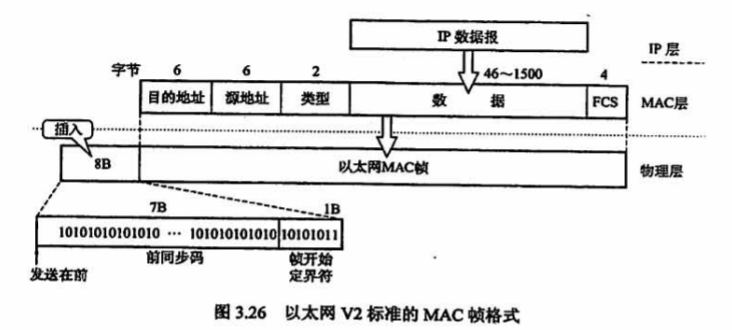 IP 数据报
IP 层
字节 6 6 2 46～1500 4
目的地址 源地址 类型 数 据 FCS MAC层
插入
8B 以太网MAC帧 物理层
7B 1B
10101010101010 ··· 101010101010 10101011
前同步码 帧开始
定界符
发送在前
图 3.26 以太网 V2 标准的 MAC 帧格式